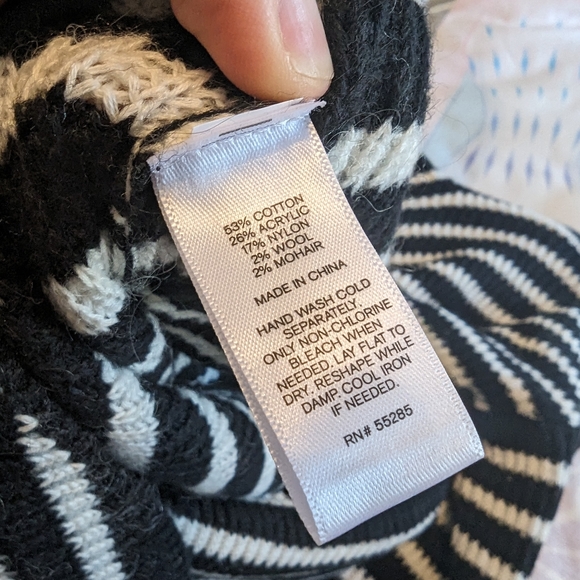 53% COTTON
26% ACRYLIC
17% NYLON
2% WOOL
2% MOHAIR
MADE IN CHINA
HAND WASH COLD
SEPARATELY
ONLY NON-CHLORINE
BLEACH WHEN
NEEDED. LAY FLAT TO
DRY. RESHAPE WHILE
DAMP. COOL IRON
IF NEEDED.
RN# 55285